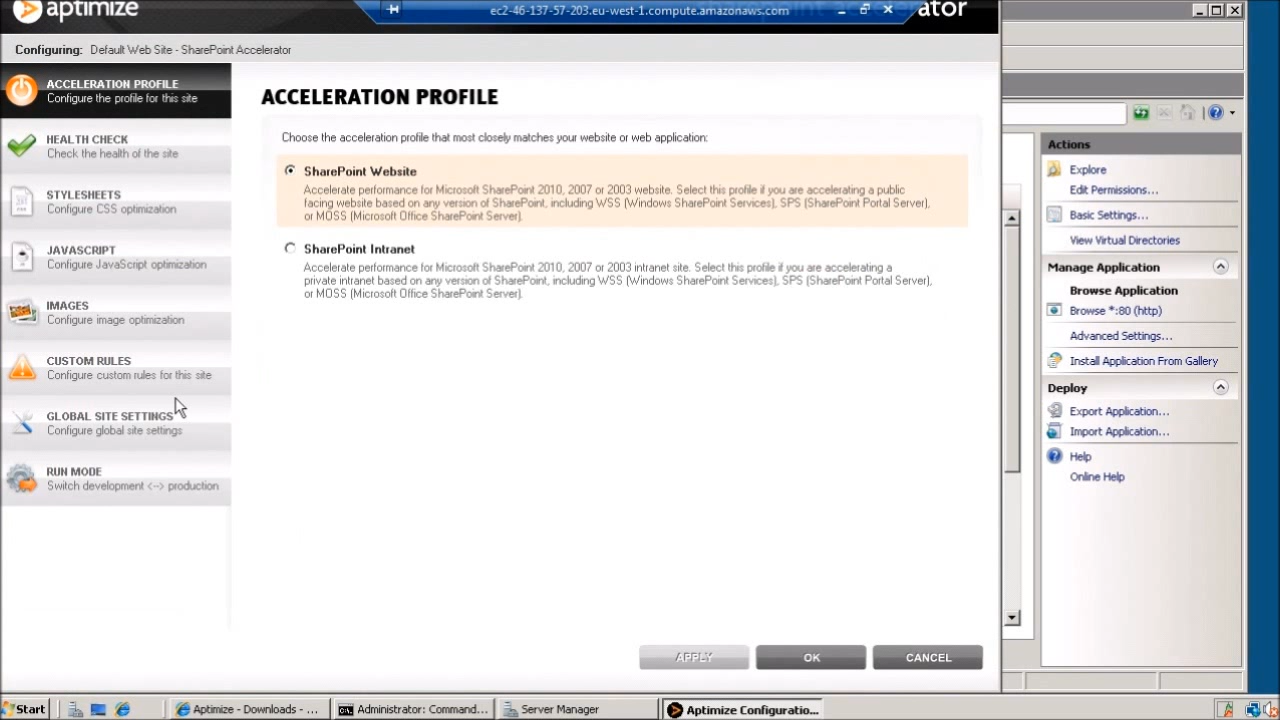 aptimize
ec2-46-137-57-203.eu-west-1.compute.amazonaws.com
ator
Configuring: Default Web Site - SharePoint Accelerator
ACCELERATION PROFILE
Configure the profile for this site
HEALTH CHECK
Check the health of the site
STYLESHEETS
Configure CSS optimization
JAVASCRIPT
Configure JavaScript optimization
IMAGES
Configure image optimization
CUSTOM RULES
Configure custom rules for this site
GLOBAL SITE SETTINGS
Configure global site settings
RUN MODE
Switch development <--> production
ACCELERATION PROFILE
Choose the acceleration profile that most closely matches your website or web application:
SharePoint Website
Accelerate performance for Microsoft SharePoint 2010, 2007 or 2003 website. Select this profile if you are accelerating a public
facing website based on any version of SharePoint, including WSS (Windows SharePoint Services), SPS (SharePoint Portal Server),
or MOSS (Microsoft Office SharePoint Server).
SharePoint Intranet
Accelerate performance for Microsoft SharePoint 2010, 2007 or 2003 intranet site. Select this profile if you are accelerating a
private intranet based on any version of SharePoint, including WSS (Windows SharePoint Services), SPS (SharePoint Portal Server),
or MOSS (Microsoft Office SharePoint Server).
APPLY
OK
CANCEL
Actions
Explore
Edit Permissions...
Basic Settings...
View Virtual Directories
Manage Application
Browse Application
Browse *:80 (http)
Advanced Settings...
Install Application From Gallery
Deploy
Export Application...
Import Application...
Help
Online Help
Start
Aptimize - Downloads - ...
Administrator: Command...
Server Manager
Aptimize Configuratio...